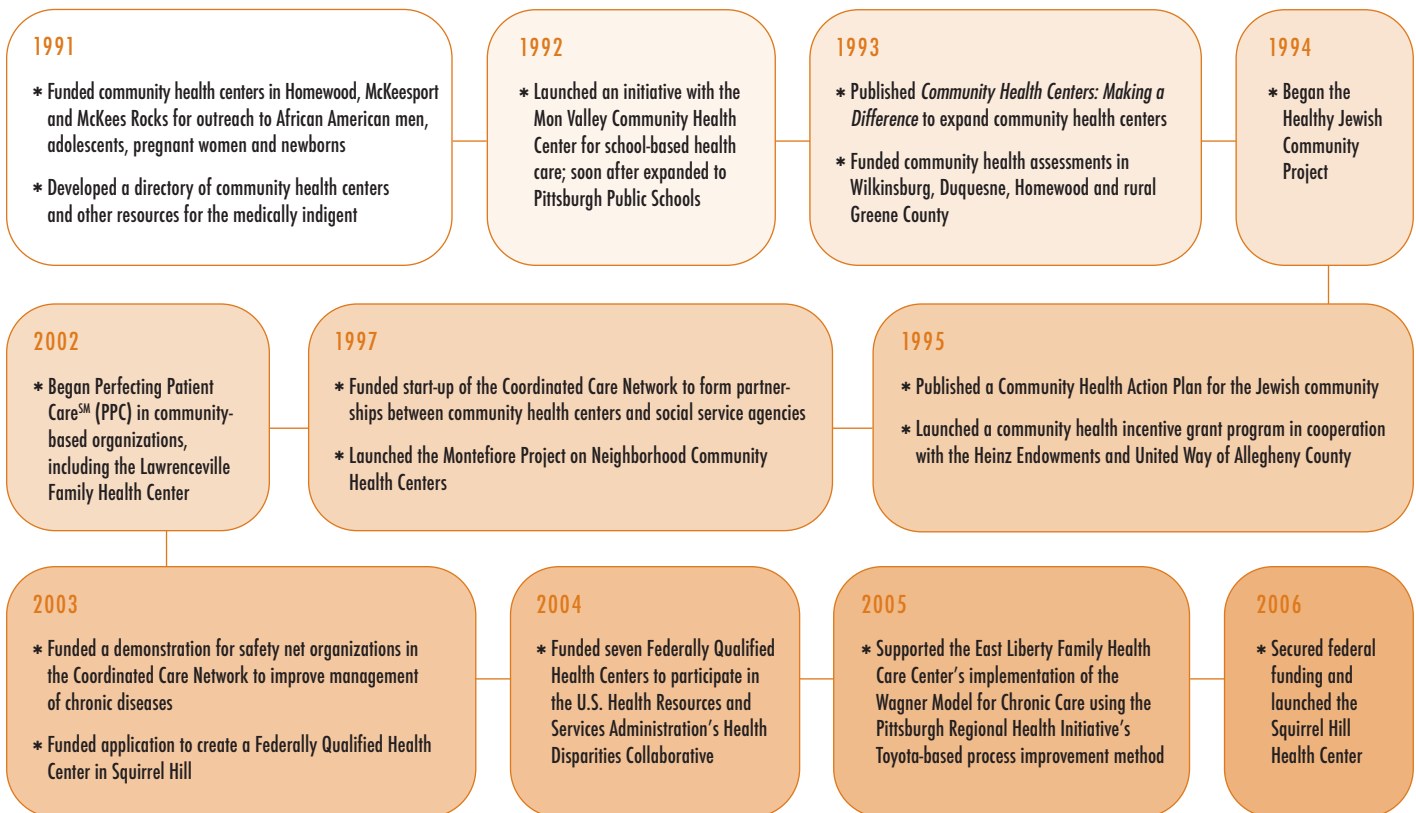 1991
* Funded community health centers in Homewood, McKeesport
and McKees Rocks for outreach to African American men,
adolescents, pregnant women and newborns
* Developed a directory of community health centers
and other resources for the medically indigent
1992
* Launched an initiative with the
Mon Valley Community Health
Center for school-based health
care; soon after expanded to
Pittsburgh Public Schools
1993
* Published Community Health Centers: Making a
Difference to expand community health centers
* Funded community health assessments in
Wilkinsburg, Duquesne, Homewood and rural
Greene County
1994
* Began the
Healthy Jewish
Community
Project
1995
* Published a Community Health Action Plan for the Jewish community
* Launched a community health incentive grant program in cooperation
with the Heinz Endowments and United Way of Allegheny County
1997
* Funded start-up of the Coordinated Care Network to form partner-
ships between community health centers and social service agencies
* Launched the Montefiore Project on Neighborhood Community
Health Centers
2002
* Began Perfecting Patient
Care℠ (PPC) in community-
based organizations,
including the Lawrenceville
Family Health Center
2003
* Funded a demonstration for safety net organizations in
the Coordinated Care Network to improve management
of chronic diseases
* Funded application to create a Federally Qualified Health
Center in Squirrel Hill
2004
* Funded seven Federally Qualified
Health Centers to participate in
the U.S. Health Resources and
Services Administration’s Health
Disparities Collaborative
2005
* Supported the East Liberty Family Health
Care Center’s implementation of the
Wagner Model for Chronic Care using the
Pittsburgh Regional Health Initiative’s
Toyota-based process improvement method
2006
* Secured federal
funding and
launched the
Squirrel Hill
Health Center